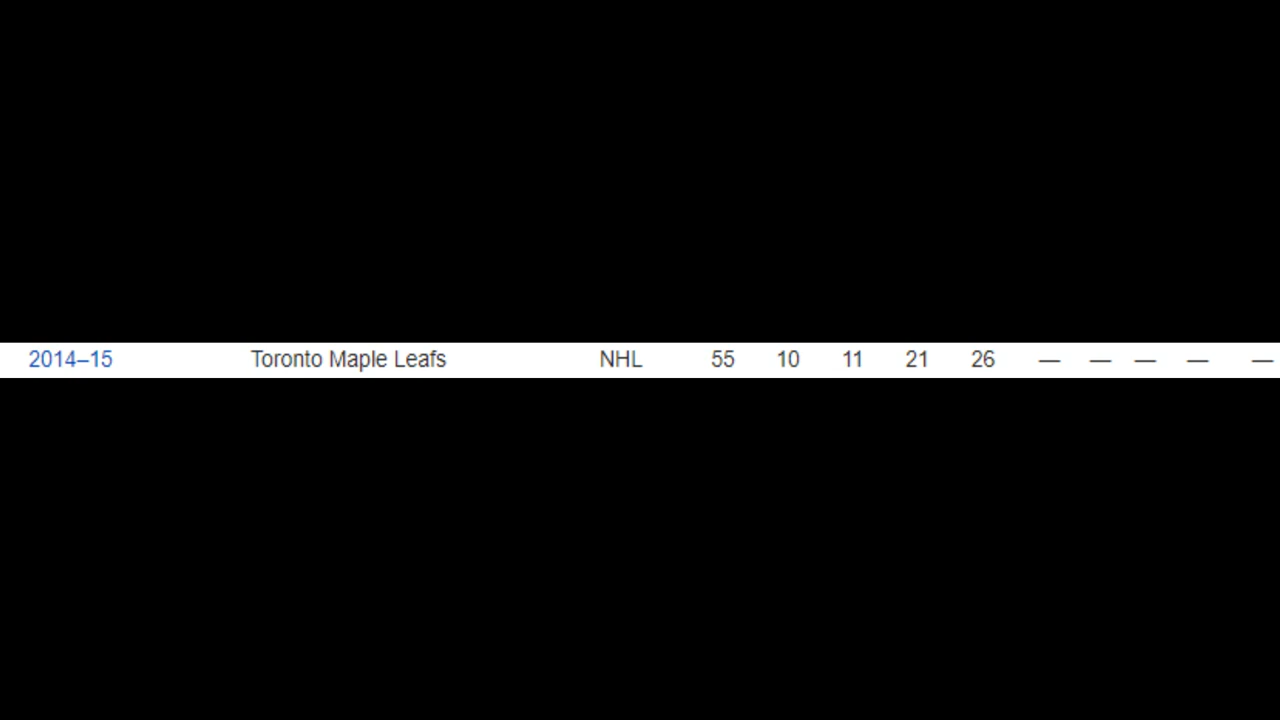 2014–15 Toronto Maple Leafs NHL 55 10 11 21 26 — — — — —